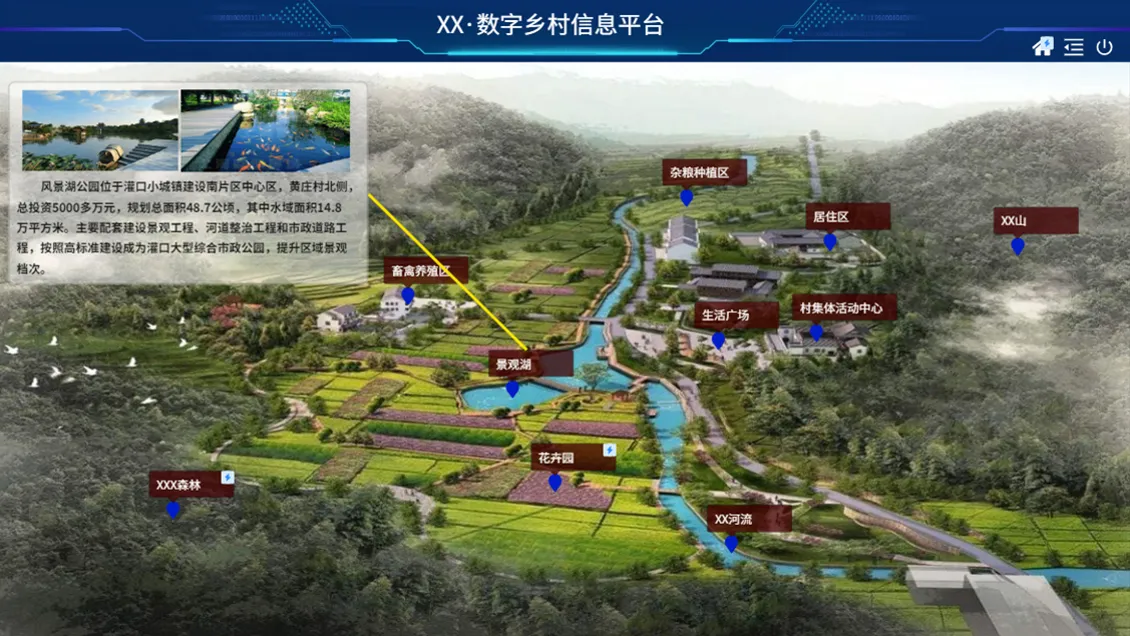 XX·数字乡村信息平台
风景湖公园位于灌口小城镇建设南片区中心区，黄庄村北侧，
总投资5000多万元，规划总面积48.7公顷，其中水域面积14.8
万平方米。主要配套建设景观工程、河道整治工程和市政道路工
程，按照高标准建设成为灌口大型综合市政公园，提升区域景观
档次。
杂粮种植区
居住区
XX山
畜禽养殖区
生活广场
村集体活动中心
景观湖
花卉园
XXX森林
XX河流